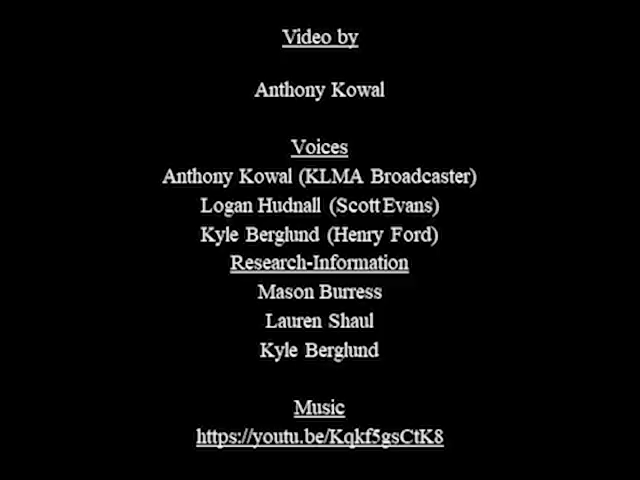 Video by
Anthony Kowal
Voices
Anthony Kowal (KLMA Broadcaster)
Logan Hudnall (Scott Evans)
Kyle Berglund (Henry Ford)
Research-Information
Mason Burress
Lauren Shaul
Kyle Berglund
Music
https://youtu.be/Kqkf5gsCtK8